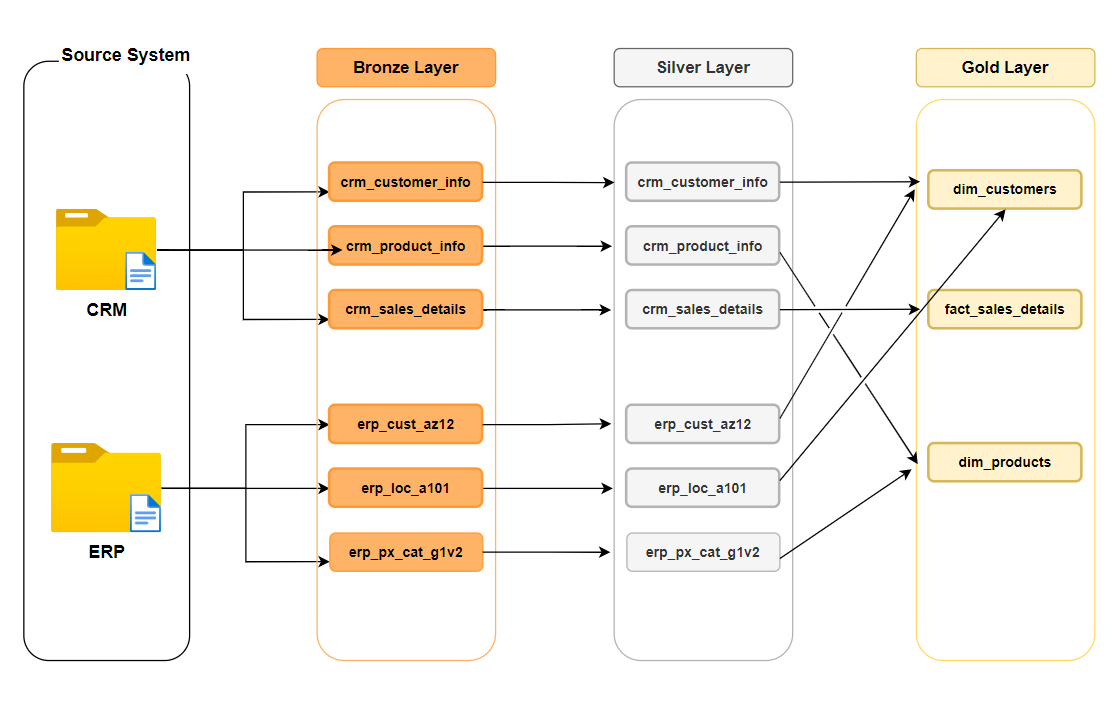 Source System
Bronze Layer
Silver Layer
Gold Layer
crm_customer_info
crm_customer_info
dim_customers
crm_product_info
crm_product_info
CRM
crm_sales_details
crm_sales_details
fact_sales_details
erp_cust_az12
erp_cust_az12
dim_products
erp_loc_a101
erp_loc_a101
ERP
erp_px_cat_g1v2
erp_px_cat_g1v2